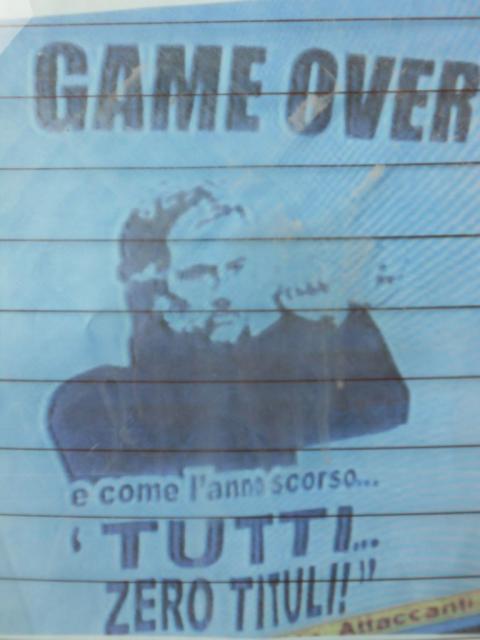 GAME OVER
e come l'anno scorso...
‘TUTTI...
ZERO TITULI!”
Attaccanti